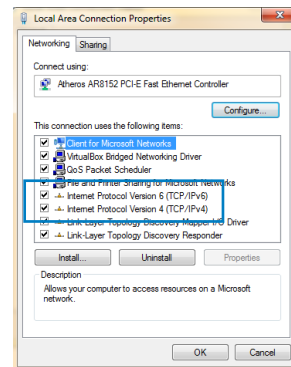 Local Area Connection Properties
Networking
Sharing
Connect using:
Atheros AR8152 PCI-E Fast Ethernet Controller
Configure...
This connection uses the following items:
Client for Microsoft Networks
VirtualBox Bridged Networking Driver
QoS Packet Scheduler
File and Printer Sharing for Microsoft Networks
Internet Protocol Version 6 (TCP/IPv6)
Internet Protocol Version 4 (TCP/IPv4)
Link-Layer Topology Discovery Mapper I/O Driver
Link-Layer Topology Discovery Responder
Install...
Uninstall
Properties
Description
Allows your computer to access resources on a Microsoft
network.
OK
Cancel